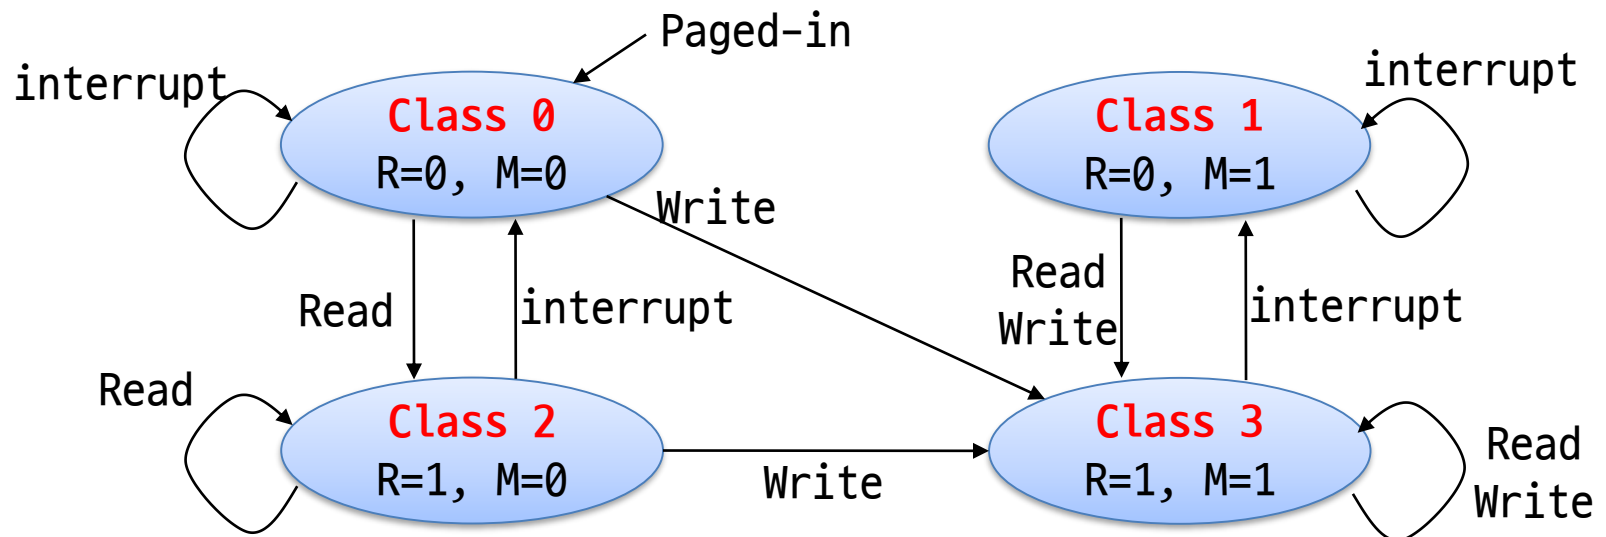 Paged-in
interrupt
Class 0
R=0, M=0
interrupt
Class 1
R=0, M=1
Write
Read
interrupt
Read
Write
interrupt
Read
Class 2
R=1, M=0
Write
Class 3
R=1, M=1
Read
Write